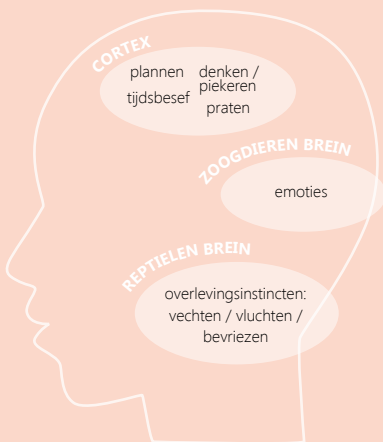 CORTEX
plannen denken /
piekeren
tijdsbesef
praten
ZOOGDIEREN BREIN
emoties
REPTIELEN BREIN
overlevingsinstincten:
vechten / vluchten /
bevriezen